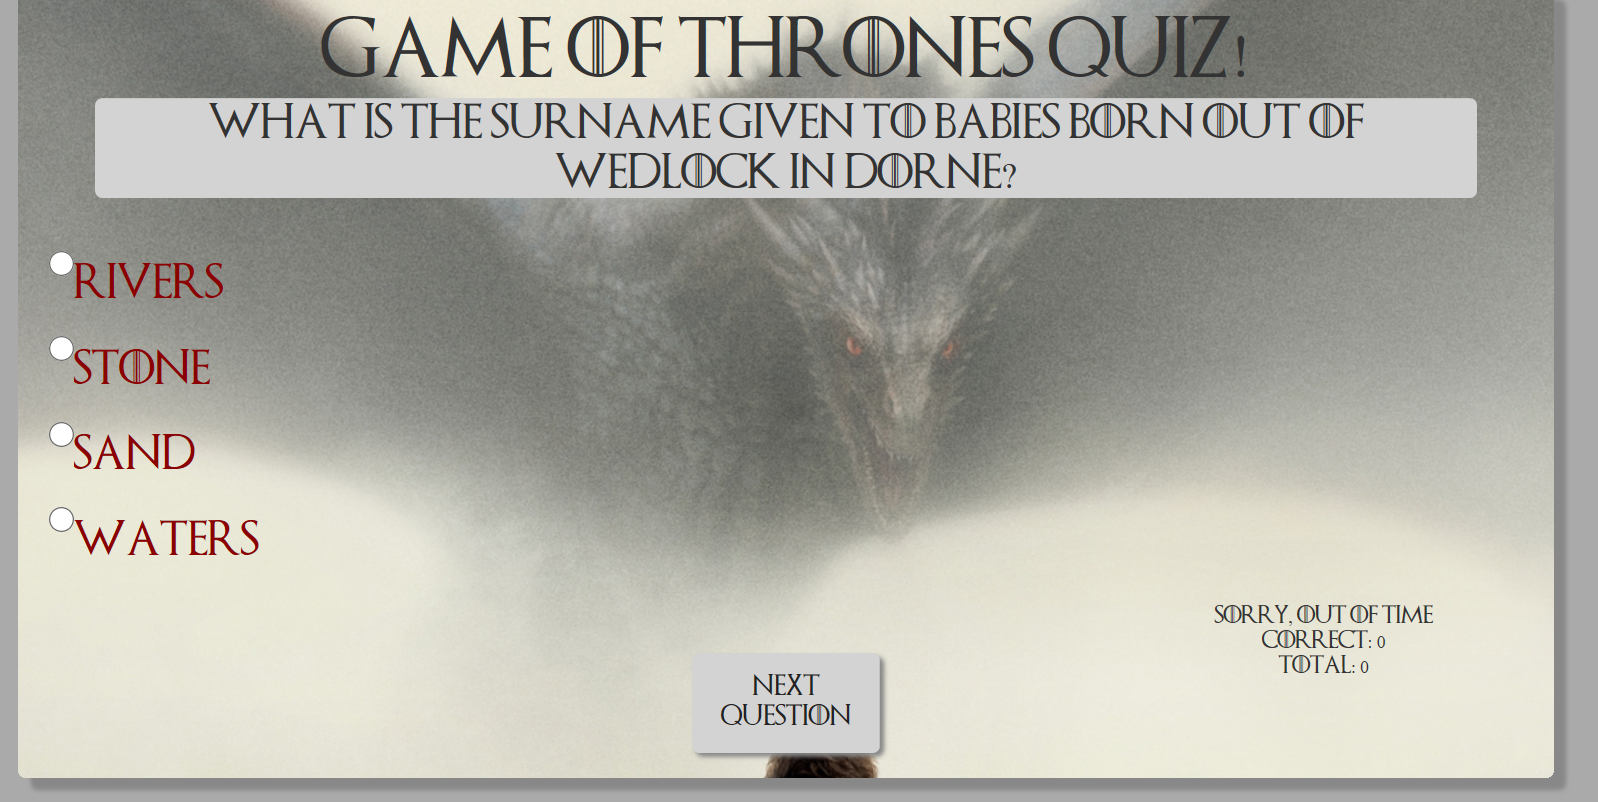 GAME OF THRONES QUIZ!
WHAT IS THE SURNAME GIVEN TO BABIES BORN OUT OF
WEDLOCK IN DORNE?
RIVERS
STONE
SAND
WATERS
SORRY, OUT OF TIME
CORRECT: 0
TOTAL: 0
NEXT
QUESTION